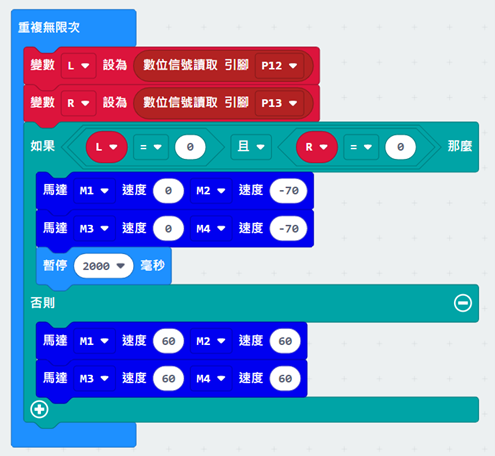 重複無限次
變數 L 設為 數位信號讀取 引腳 P12
變數 R 設為 數位信號讀取 引腳 P13
如果 L = 0 且 R = 0 那麼
馬達 M1 速度 0 M2 速度 -70
馬達 M3 速度 0 M4 速度 -70
暫停 2000 毫秒
否則
馬達 M1 速度 60 M2 速度 60
馬達 M3 速度 60 M4 速度 60